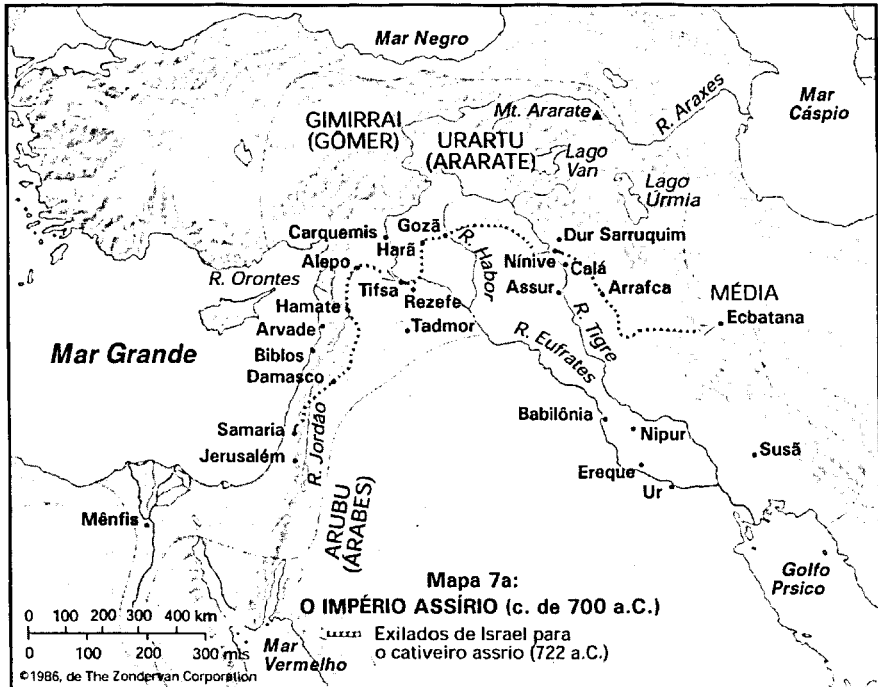 Mar Negro
Mt. Ararate
R. Araxes
Mar
Cáspio
GIMIRRAI
(GÔMER)
URARTU
(ARARATE)
Lago
Van
Lago
Úrmia
Carquemis
Gozã
Harã
R. Habor
Dur Sarruquim
Nínive
Calá
Alepo
R. Orontes
Tifsa
Rezefe
Assur
Arrafca
MÉDIA
Ecbatana
Hamate
Arvade
Tadmor
R. Tigre
R. Eufrates
Mar Grande
Biblos
Damasco
Samaria
Jerusalém
R. Jordão
Babilônia
Nipur
Susã
Ereque
Ur
Mênfis
ARUBU
(ÁRABES)
Golfo
Prsico
Mapa 7a:
O IMPÉRIO ASSÍRIO (c. de 700 a.C.)
Exilados de Israel para
o cativeiro assrio (722 a.C.)
0 100 200 300 400 km
0 100 200 300 mls
Mar
Vermelho
©1986, de The Zondervan Corporation